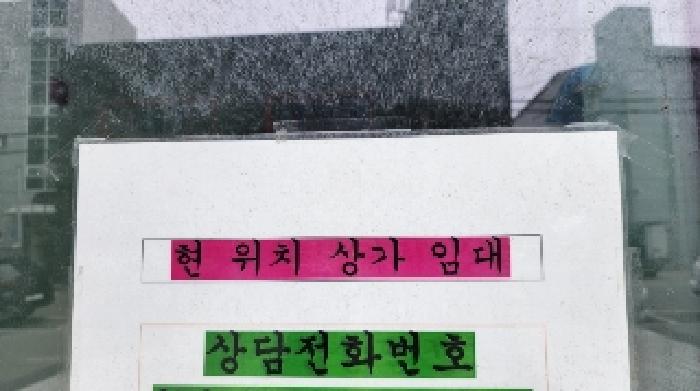 현 위치 상가 임대
상담전화번호